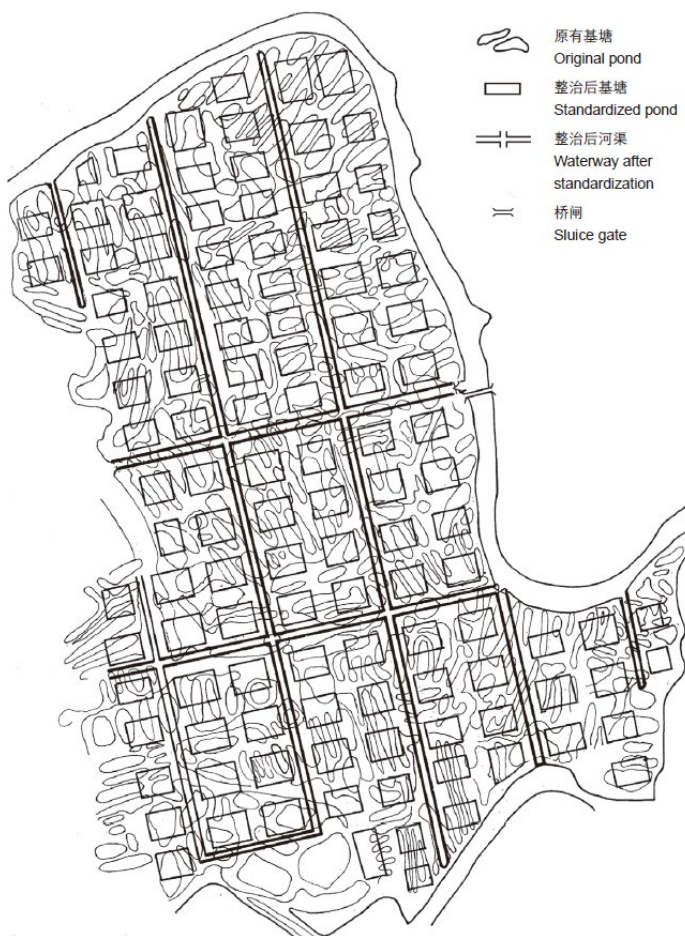 原有基塘
Original pond
整治后基塘
Standardized pond
整治后河渠
Waterway after
standardization
桥闸
Sluice gate